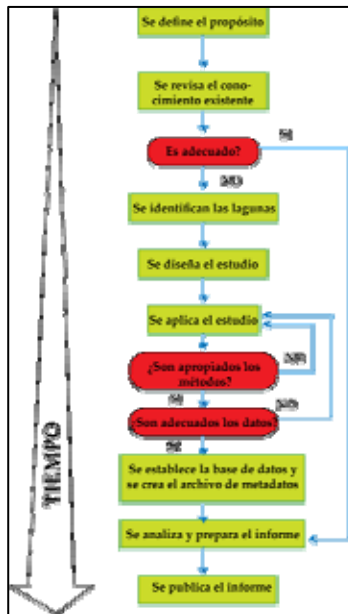 Se define el propósito
Se revisa el cono-
cimiento existente
SI
Es adecuado?
NO
Se identifican las lagunas
Se diseña el estudio
Se aplica el estudio
¿Son apropiados los
métodos?
NO
SI
NO
¿Son adecuados los datos?
SI
Se establece la base de datos y
se crea el archivo de metadatos
Se analiza y prepara el informe
Se publica el informe
TIEMPO